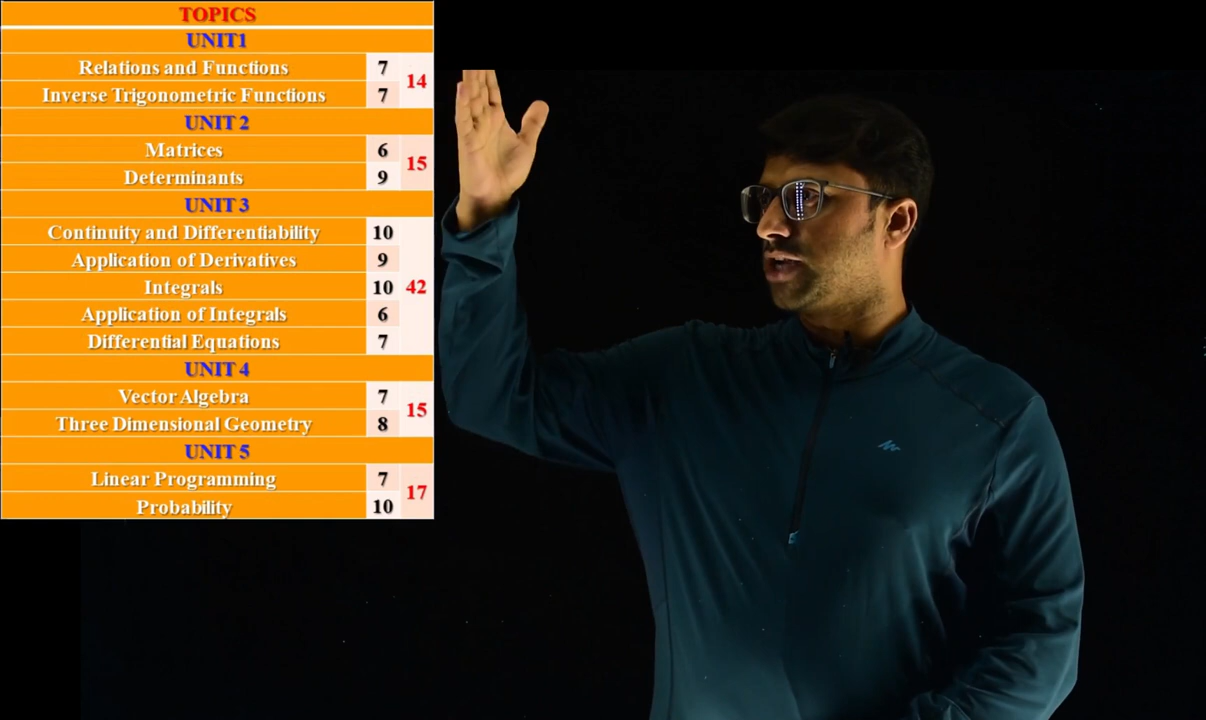 TOPICS
UNIT1
Relations and Functions 7 14
Inverse Trigonometric Functions 7
UNIT 2
Matrices 6 15
Determinants 9
UNIT 3
Continuity and Differentiability 10
Application of Derivatives 9
Integrals 10 42
Application of Integrals 6
Differential Equations 7
UNIT 4
Vector Algebra 7 15
Three Dimensional Geometry 8
UNIT 5
Linear Programming 7 17
Probability 10